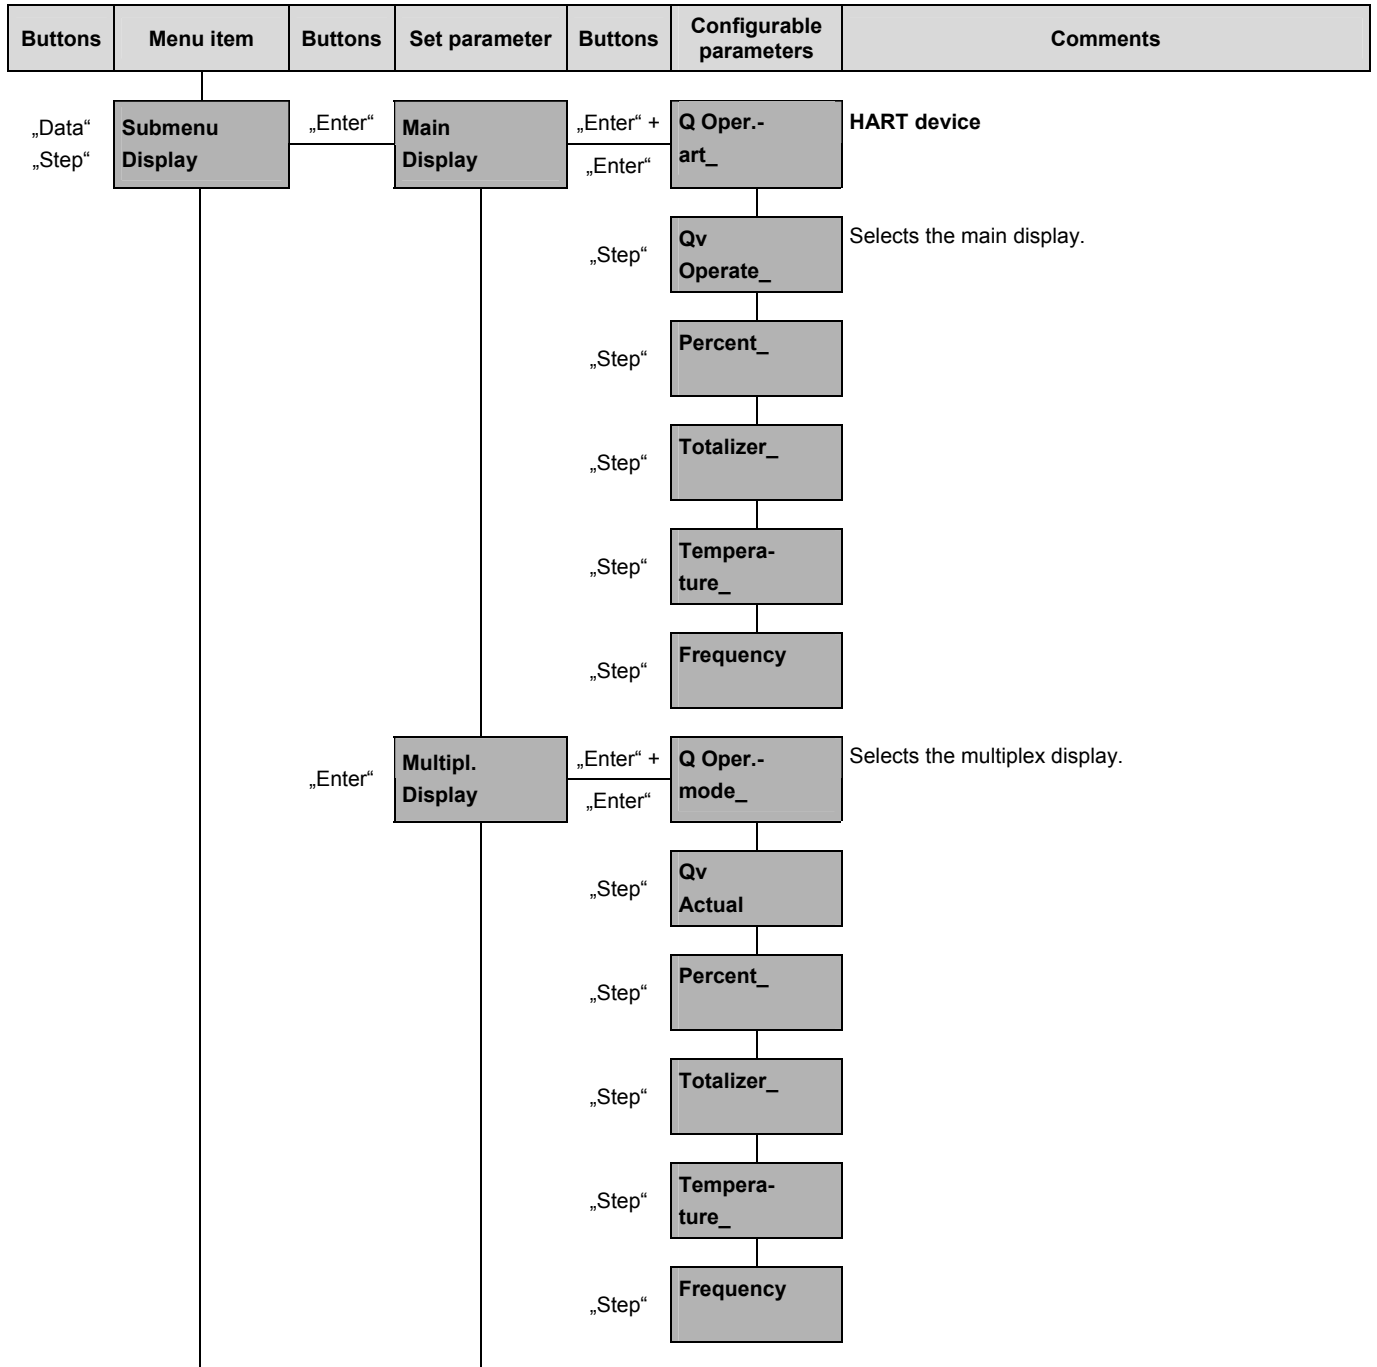 Buttons Menu item Buttons Set parameter Buttons Configurable parameters Comments
„Data“
„Step“
Submenu
Display
„Enter“
Main
Display
„Enter“ +
„Enter“
Q Oper.-
art_
HART device
„Step“
Qv
Operate_
Selects the main display.
„Step“
Percent_
„Step“
Totalizer_
„Step“
Tempera-
ture_
„Step“
Frequency
„Enter“
Multipl.
Display
„Enter“ +
„Enter“
Q Oper.-
mode_
Selects the multiplex display.
„Step“
Qv
Actual
„Step“
Percent_
„Step“
Totalizer_
„Step“
Tempera-
ture_
„Step“
Frequency